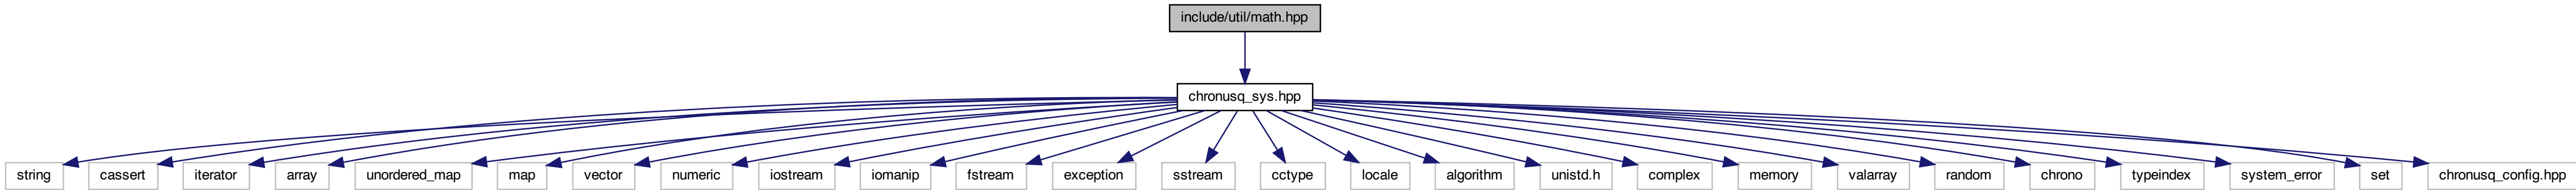 include/util/math.hpp
chronusq_sys.hpp
string
cassert
iterator
array
unordered_map
map
vector
numeric
iostream
iomanip
fstream
exception
sstream
cctype
locale
algorithm
unistd.h
complex
memory
valarray
random
chrono
typeindex
system_error
set
chronusq_config.hpp